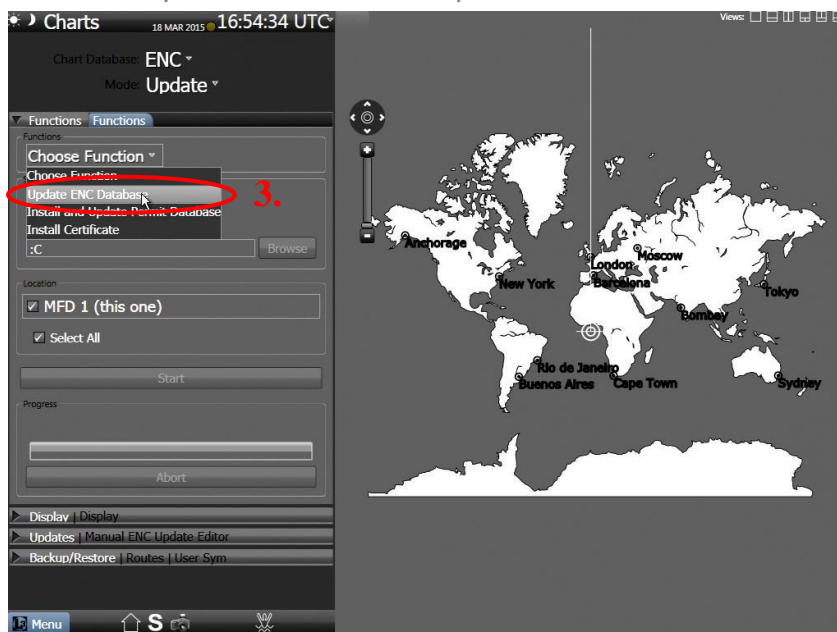 Charts 18 MAR 2015 16:54:34 UTC
Views:
Chart Database: ENC
Mode: Update
Functions Functions
Functions
Choose Function
Choose Function
Update ENC Database
3.
Install and Update Permit Database
Install Certificate
:C Browse
Location
MFD 1 (this one)
Select All
Start
Progress
Abort
Display | Display
Updates | Manual ENC Update Editor
Backup/Restore | Routes | User Sym
Menu S
Anchorage
Moscow
London
New York
Barcelona
Tokyo
Bombay
Rio de Janeiro
Buenos Aires
Cape Town
Sydney